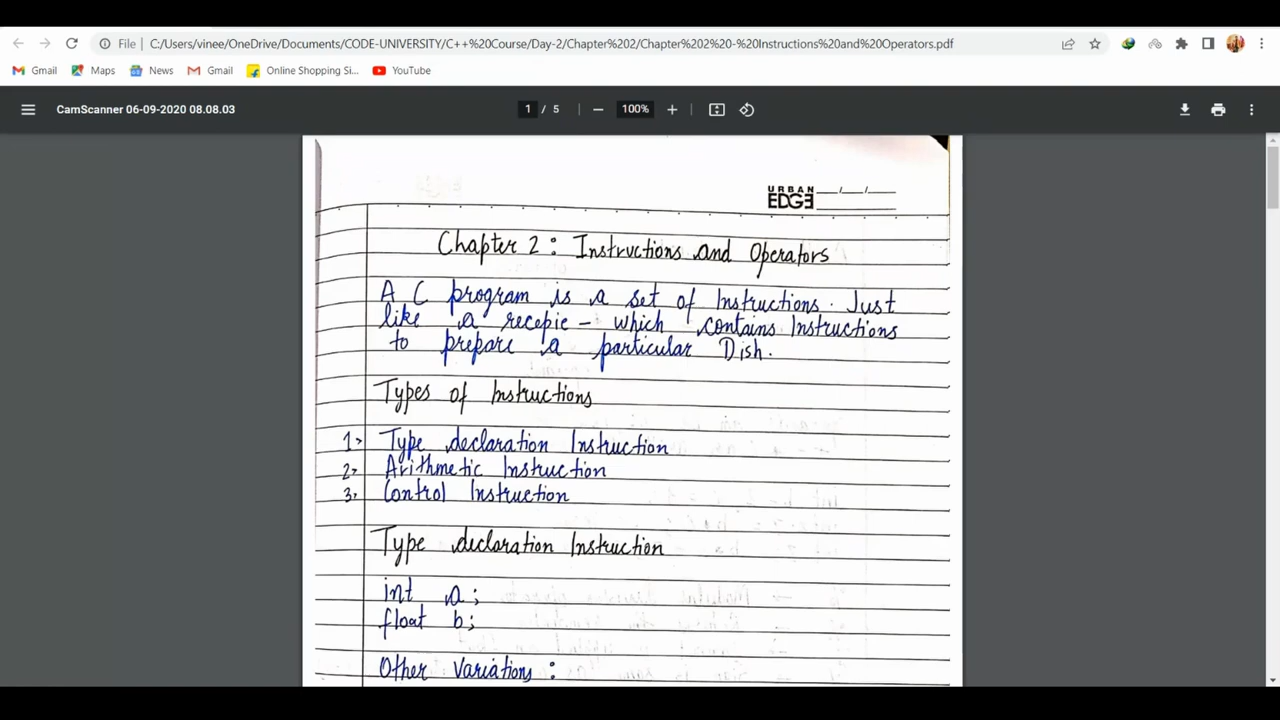 File
C:/Users/vinee/OneDrive/Documents/CODE-UNIVERSITY/C++%20Course/Day-2/Chapter%202/Chapter%202%20-%20Instructions%20and%20Operators.pdf
Gmail Maps News Gmail Online Shopping Si... YouTube
CamScanner 06-09-2020 08.08.03
1 / 5
100%
URBAN
EDGE
Chapter 2 : Instructions and Operators
A C program is a set of Instructions. Just
like a recepie - which contains Instructions
to prepare a particular Dish.
Types of Instructions
1. Type declaration Instruction
2. Arithmetic Instruction
3. Control Instruction
Type declaration Instruction
int a;
float b;
Other Variations :